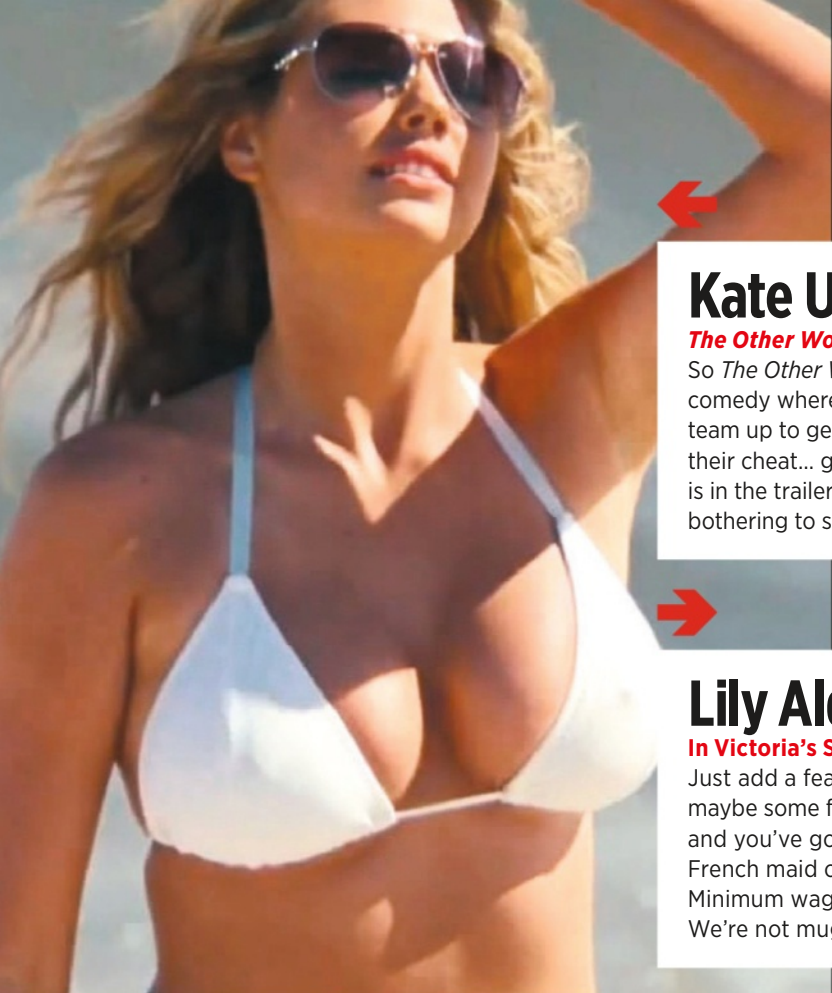 Kate U
The Other Wo
So The Other
comedy where
team up to ge
their cheat... g
is in the trailer
bothering to s
Lily Al
In Victoria's S
Just add a fea
maybe some f
and you've go
French maid
Minimum wag
We're not mug